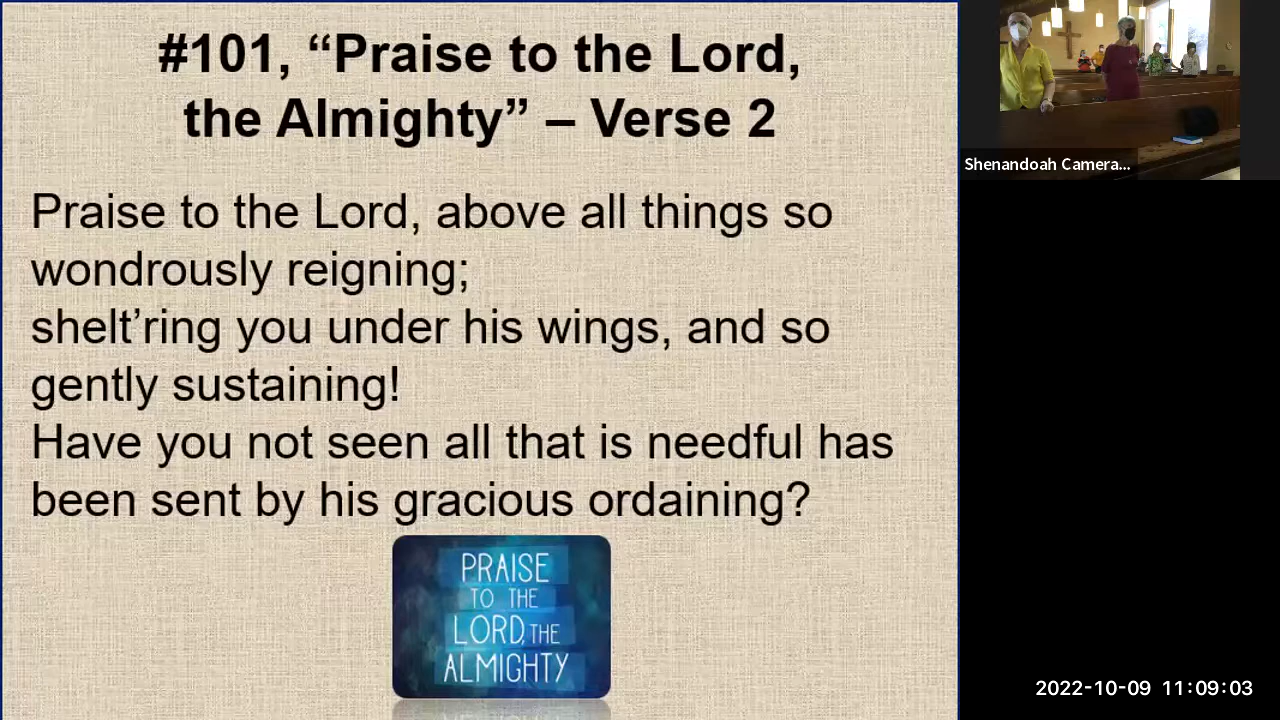 #101, “Praise to the Lord,
the Almighty” – Verse 2
Praise to the Lord, above all things so
wondrously reigning;
shelt’ring you under his wings, and so
gently sustaining!
Have you not seen all that is needful has
been sent by his gracious ordaining?
PRAISE
TO THE
LORD, THE
ALMIGHTY
Shenandoah Camera...
2022-10-09 11:09:03